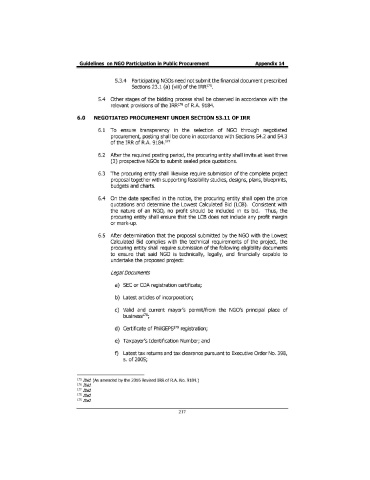 Guidelines on NGO Participation in Public Procurement Appendix 14
5.3.4 Participating NGOs need not submit the financial document prescribed
Sections 23.1 (a) (viii) of the IRR
5.4 Other stages of the bidding process shall be observed in accordance with the
relevant provisions of the IRR of R.A. 9184.
6.0 NEGOTIATED PROCUREMENT UNDER SECTION 53.11 OF IRR
6.1 To ensure transparency in the selection of NGO through negotiated
procurement, posting shall be done in accordance with Sections 54.2 and 54.3
of the IRR of R.A. 9184.
6.2 After the required posting period, the procuring entity shall invite at least three
(3) prospective NGOs to submit sealed price quotations.
6.3 The procuring entity shall likewise require submission of the complete project
proposal together with supporting feasibility studies, designs, plans, blueprints,
budgets and charts.
6.4 On the date specified in the notice, the procuring entity shall open the price
quotations and determine the Lowest Calculated Bid (LCB). Consistent with
the nature of an NGO, no profit should be included in its bid. Thus, the
procuring entity shall ensure that the LCB does not include any profit margin
or mark-up.
6.5 After determination that the proposal submitted by the NGO with the Lowest
Calculated Bid complies with the technical requirements of the project, the
procuring entity shall require submission of the following eligibility documents
to ensure that said NGO is technically, legally, and financially capable to
undertake the proposed project:
Legal Documents
a) SEC or CDA registration certificate;
b) Latest articles of incorporation;
c) Valid and current mayor's permit from the NGO's principal place of
business;
d) Certificate of PhilGEPS registration;
e) Taxpayer's Identification Number; and
f) Latest tax returns and tax clearance pursuant to Executive Order No. 398,
s. of 2005;
Ibid (As amended by the 2016 Revised IRR of R.A. No. 9184.)
Ibid
Ibid
Ibid
Ibid